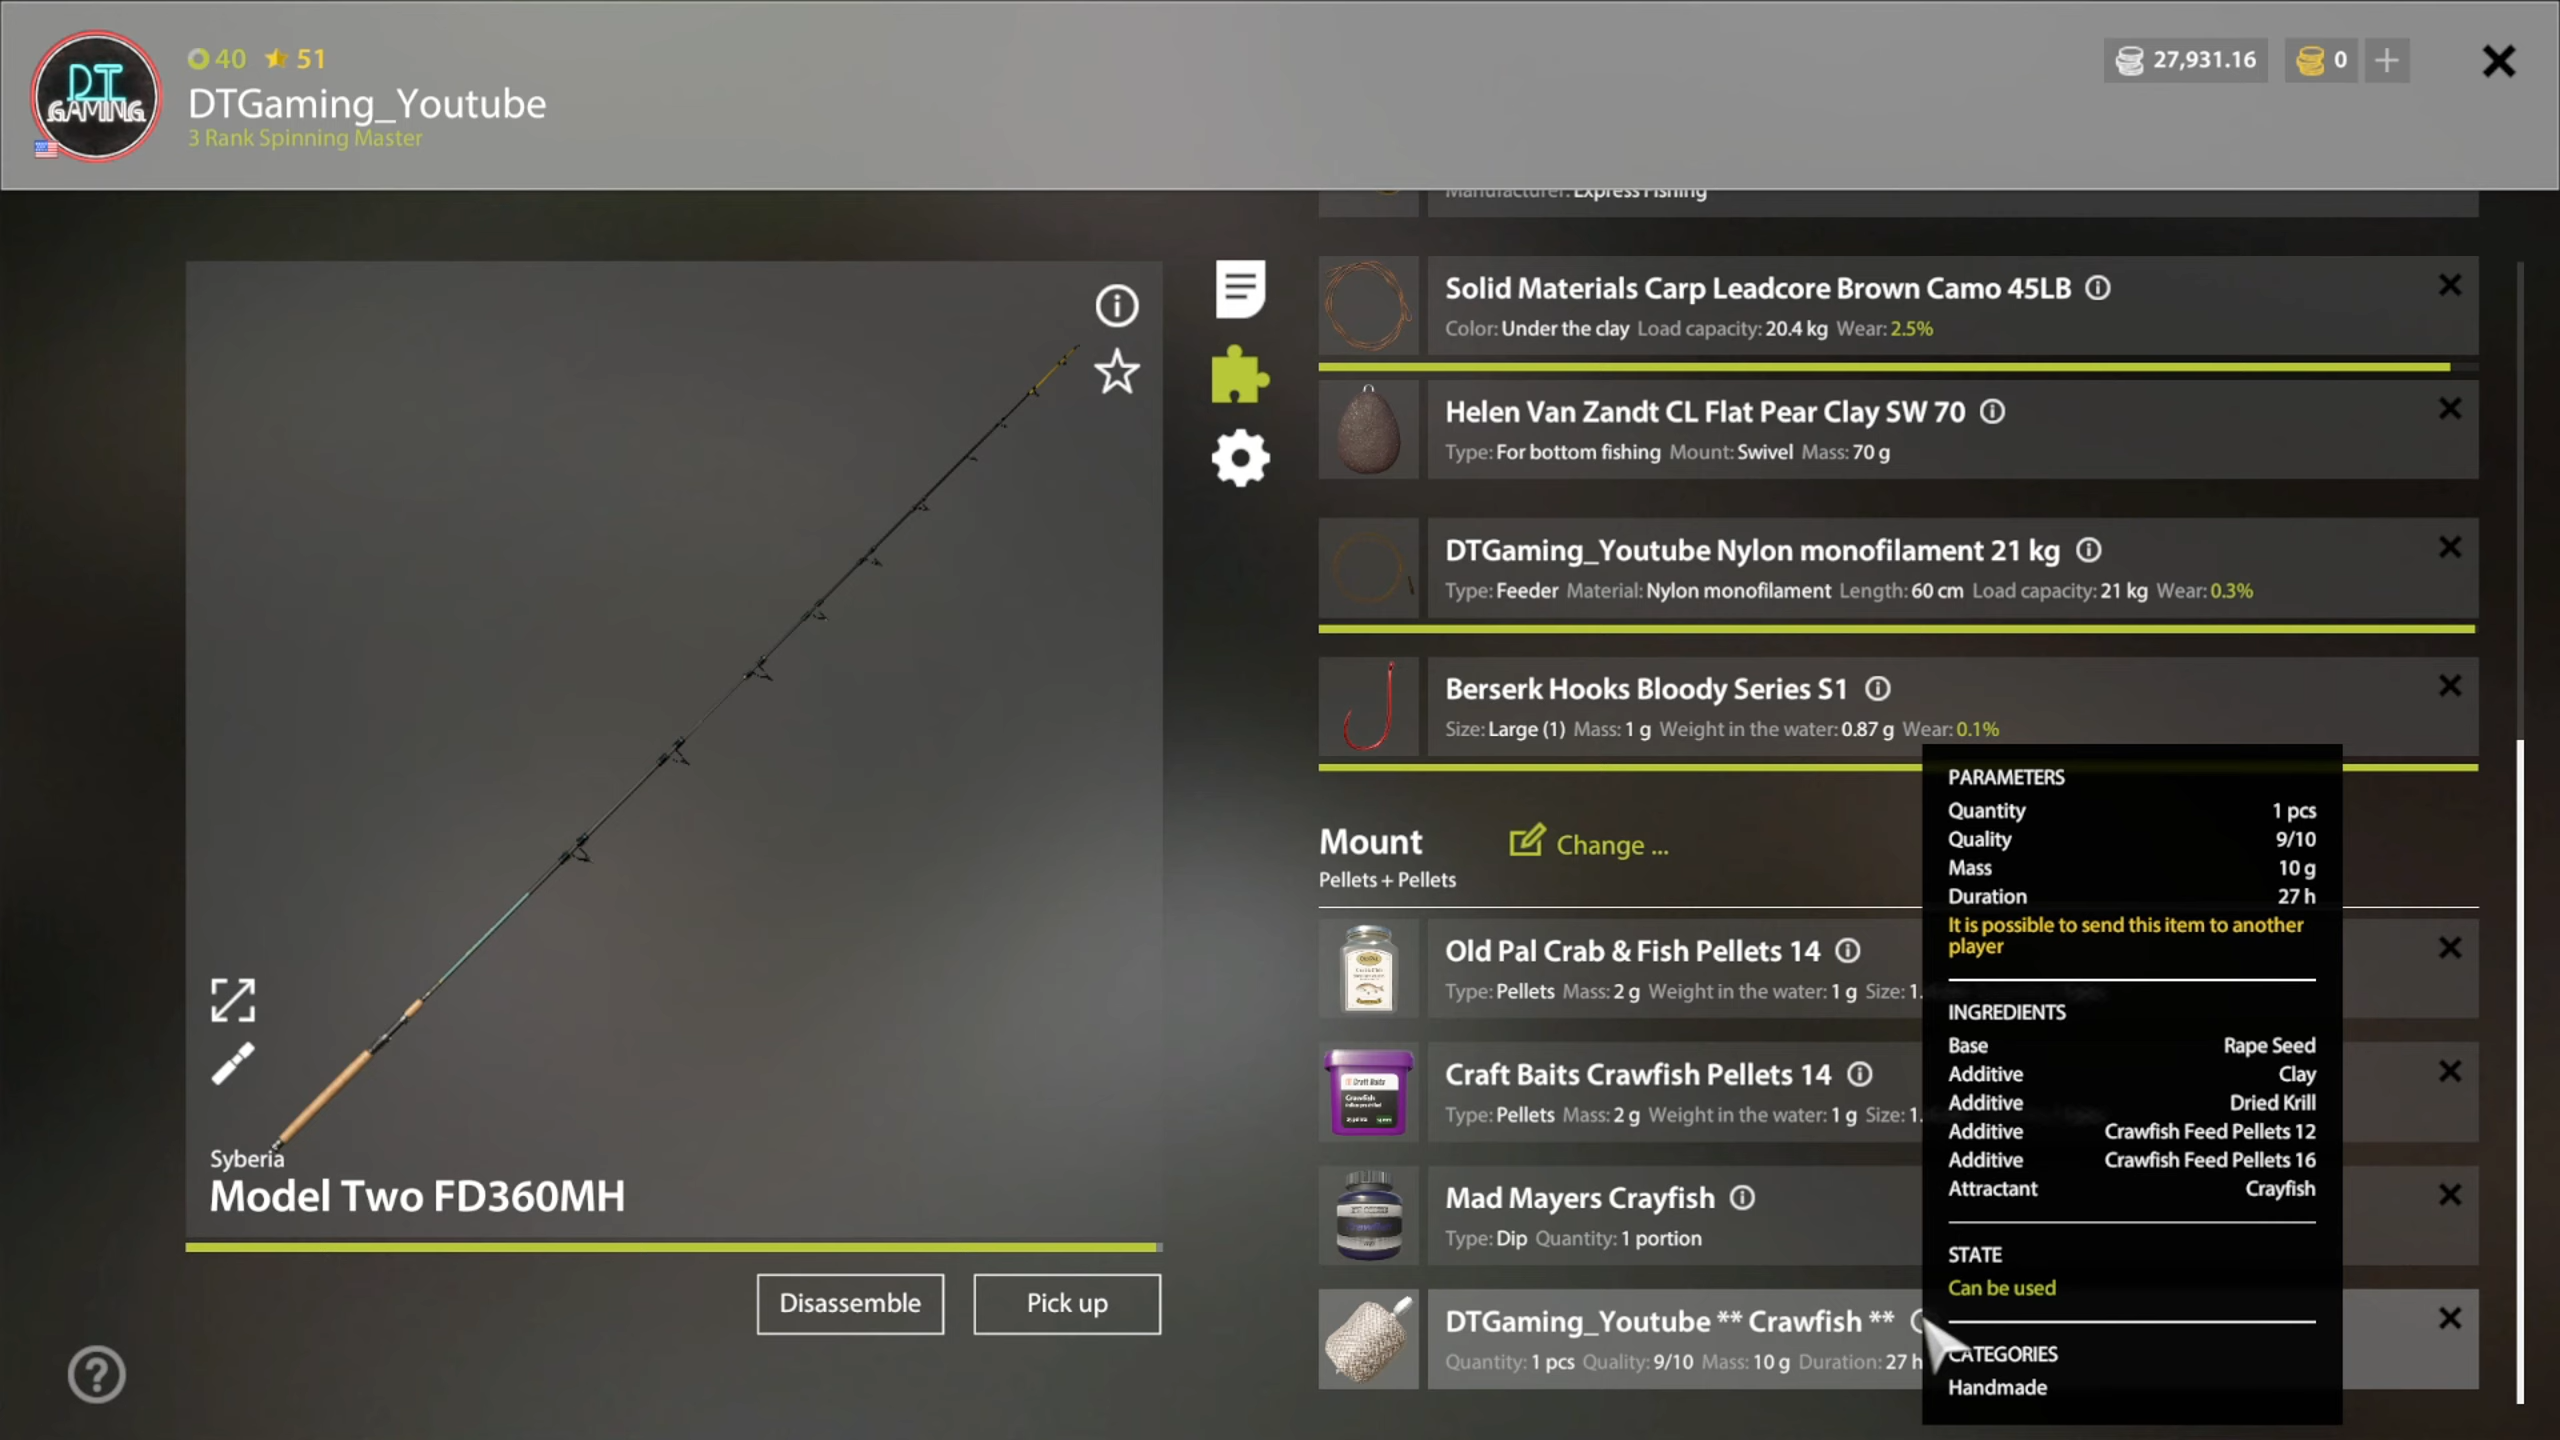 40 51
DTGaming_Youtube
3 Rank Spinning Master
DT
GAMING
27,931.16
0
Manufacturer: Express Fishing
Solid Materials Carp Leadcore Brown Camo 45LB
Color: Under the clay Load capacity: 20.4 kg Wear: 2.5%
Helen Van Zandt CL Flat Pear Clay SW 70
Type: For bottom fishing Mount: Swivel Mass: 70 g
DTGaming_Youtube Nylon monofilament 21 kg
Type: Feeder Material: Nylon monofilament Length: 60 cm Load capacity: 21 kg Wear: 0.3%
Berserk Hooks Bloody Series S1
Size: Large (1) Mass: 1 g Weight in the water: 0.87 g Wear: 0.1%
Mount Change ...
Pellets + Pellets
Old Pal Crab & Fish Pellets 14
Type: Pellets Mass: 2 g Weight in the water: 1 g Size: 1.
Craft Baits Crawfish Pellets 14
Type: Pellets Mass: 2 g Weight in the water: 1 g Size: 1.
Mad Mayers Crayfish
Type: Dip Quantity: 1 portion
DTGaming_Youtube ** Crawfish **
Quantity: 1 pcs Quality: 9/10 Mass: 10 g Duration: 27 h
PARAMETERS
Quantity 1 pcs
Quality 9/10
Mass 10 g
Duration 27 h
It is possible to send this item to another
player
INGREDIENTS
Base Rape Seed
Additive Clay
Additive Dried Krill
Additive Crawfish Feed Pellets 12
Additive Crawfish Feed Pellets 16
Attractant Crayfish
STATE
Can be used
CATEGORIES
Handmade
Syberia
Model Two FD360MH
Disassemble Pick up